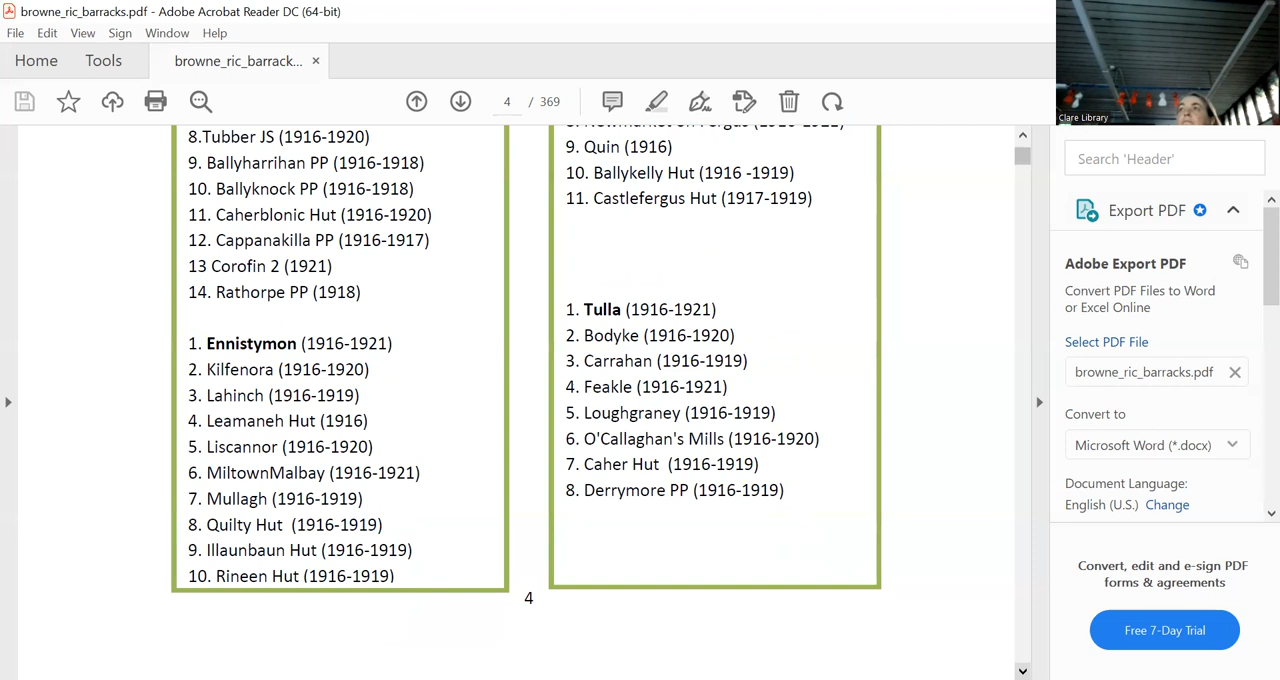 browne_ric_barracks.pdf - Adobe Acrobat Reader DC (64-bit)
File Edit View Sign Window Help
Home Tools browne_ric_barrack... ×
4 / 369
8.Tubber JS (1916-1920)
9. Ballyharrihan PP (1916-1918)
10. Ballyknock PP (1916-1918)
11. Caherblonic Hut (1916-1920)
12. Cappanakilla PP (1916-1917)
13 Corofin 2 (1921)
14. Rathorpe PP (1918)
1. Ennistymon (1916-1921)
2. Kilfenora (1916-1920)
3. Lahinch (1916-1919)
4. Leamaneh Hut (1916)
5. Liscannor (1916-1920)
6. MiltownMalbay (1916-1921)
7. Mullagh (1916-1919)
8. Quilty Hut (1916-1919)
9. Illaunbaun Hut (1916-1919)
10. Rineen Hut (1916-1919)
9. Quin (1916)
10. Ballykelly Hut (1916 -1919)
11. Castlefergus Hut (1917-1919)
1. Tulla (1916-1921)
2. Bodyke (1916-1920)
3. Carrahan (1916-1919)
4. Feakle (1916-1921)
5. Loughgraney (1916-1919)
6. O'Callaghan's Mills (1916-1920)
7. Caher Hut (1916-1919)
8. Derrymore PP (1916-1919)
4
Clare Library
Search 'Header'
Export PDF
Adobe Export PDF
Convert PDF Files to Word
or Excel Online
Select PDF File
browne_ric_barracks.pdf
Convert to
Microsoft Word (*.docx)
Document Language:
English (U.S.) Change
Convert, edit and e-sign PDF
forms & agreements
Free 7-Day Trial